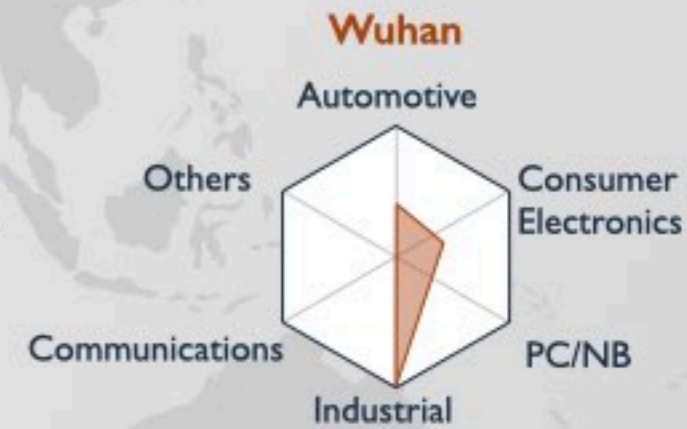 Wuhan
Automotive
Others
Consumer
Electronics
Communications
PC/NB
Industrial